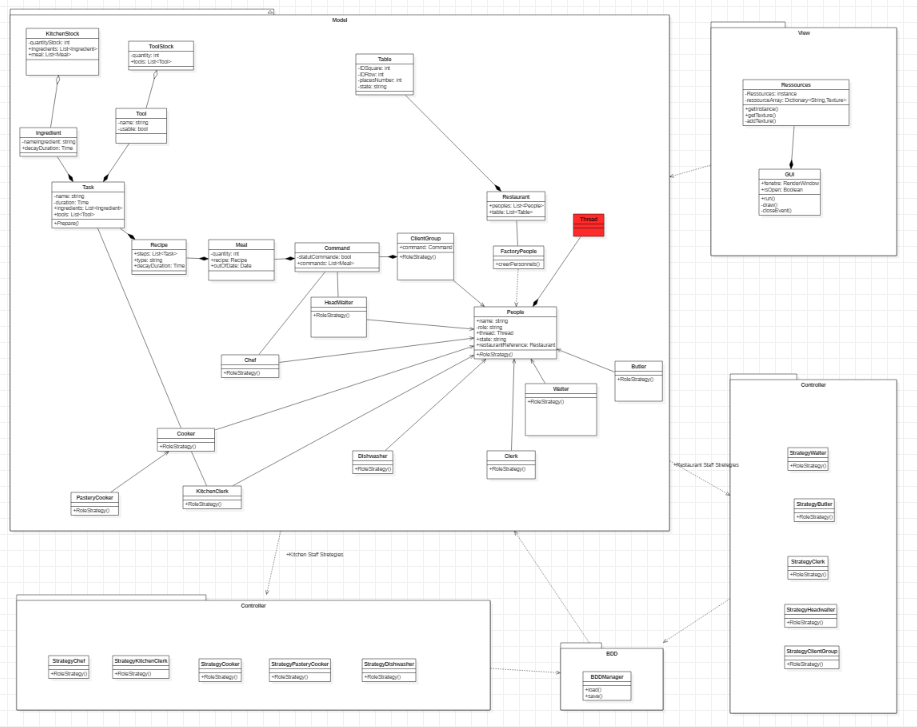 Model
KitchenStock
-quantityStock: int
+ingredients: List<Ingredient>
+meal: List<Meal>
ToolStock
-quantity: int
+tools: List<Tool>
Table
-IDSquare: int
-IDRow: int
-placesNumber: int
-state: string
Tool
-name: string
-usable: bool
Ingredient
-nameIngredient: string
+decayDuration: Time
Task
-name: string
-duration: Time
+ingredients: List<Ingredient>
+tools: List<Tool>
+Prepare()
Recipe
+steps: List<Task>
+type: string
+decayDuration: Time
Meal
-quantity: int
+recipe: Recipe
+outOfDate: Date
Command
-statutCommande: bool
+commands: List<Meal>
ClientGroup
+command: Command
+RoleStrategy()
Restaurant
+peoples: List<People>
+table: List<Table>
Thread
FactoryPeople
+creerPersonnels()
HeadWaiter
+RoleStrategy()
People
+name: string
-role: string
+thread: Thread
+state: string
+restaurantReference: Restaurant
+RoleStrategy()
Chef
+RoleStrategy()
Butler
+RoleStrategy()
Waiter
+RoleStrategy()
Cooker
+RoleStrategy()
Dishwasher
+RoleStrategy()
Clerk
+RoleStrategy()
PasteryCooker
+RoleStrategy()
KitchenClerk
+RoleStrategy()
View
Ressources
-Ressources: instance
-ressourceArray: Dictionary<String,Texture>
+getInstance()
+getTexture()
-addTexture()
GUI
+fenetre: RenderWindow
+isOpen: Boolean
+run()
-draw()
-closeEvent()
Controller
+Restaurant Staff Strategies
StrategyWaiter
+RoleStrategy()
StrategyButler
+RoleStrategy()
StrategyClerk
+RoleStrategy()
StrategyHeadwaiter
+RoleStrategy()
StrategyClientGroup
+RoleStrategy()
+Kitchen Staff Strategies
Controller
StrategyChef
+RoleStrategy()
StrategyKitchenClerk
+RoleStrategy()
StrategyCooker
+RoleStrategy()
StrategyPasteryCooker
+RoleStrategy()
StrategyDishwasher
+RoleStrategy()
BDD
BDDManager
+load()
+save()